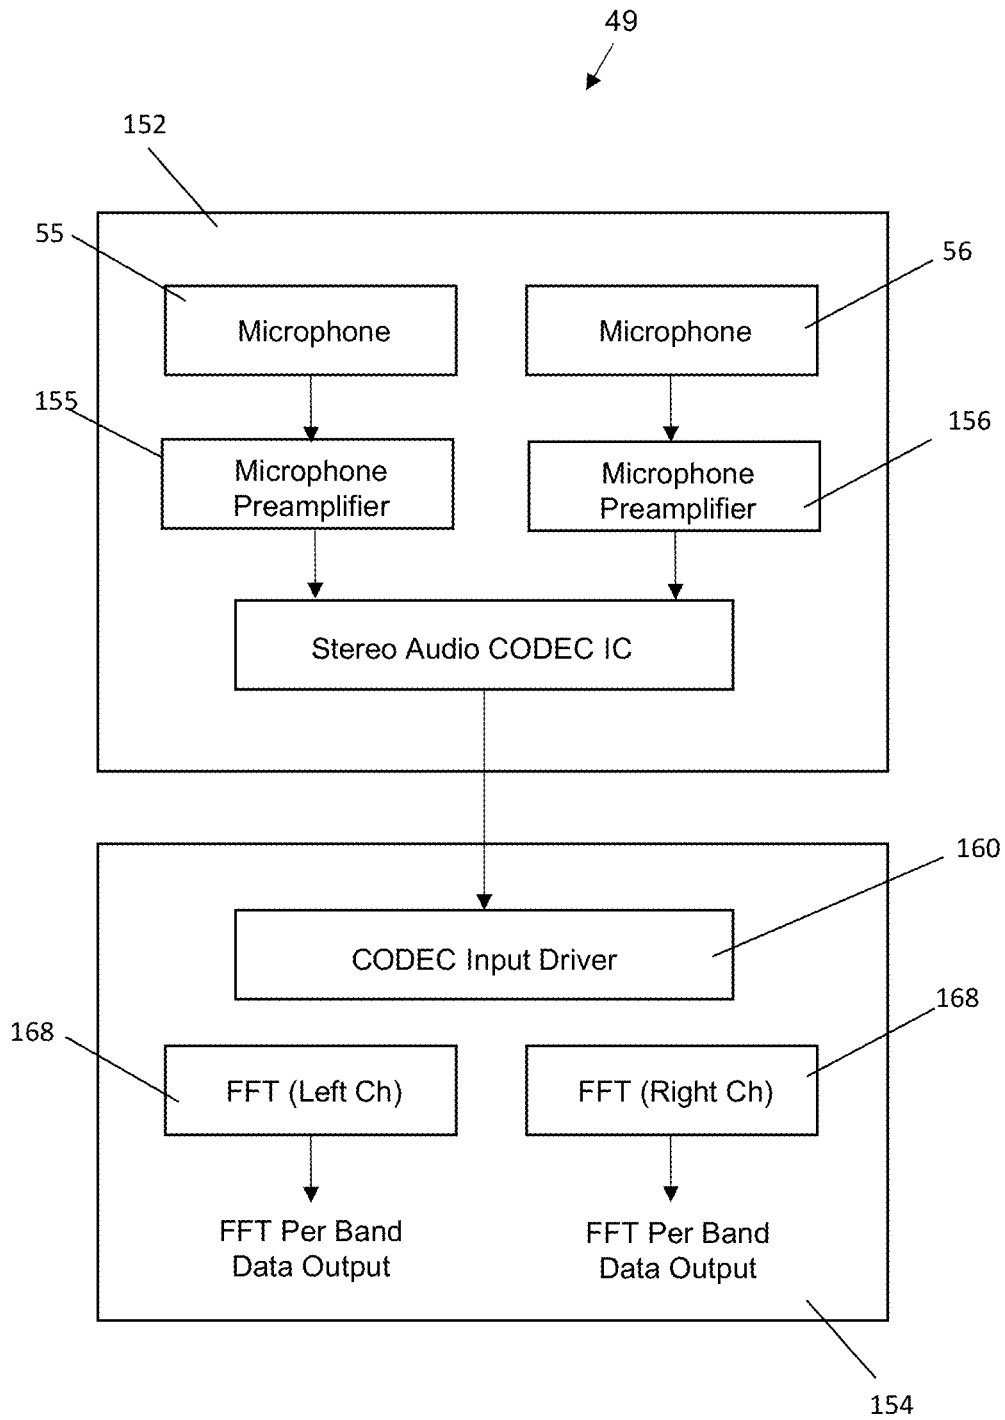 49
152
55
56
Microphone
Microphone
155
156
Microphone
Preamplifier
Microphone
Preamplifier
Stereo Audio CODEC IC
160
CODEC Input Driver
168
168
FFT (Left Ch)
FFT (Right Ch)
FFT Per Band
Data Output
FFT Per Band
Data Output
154